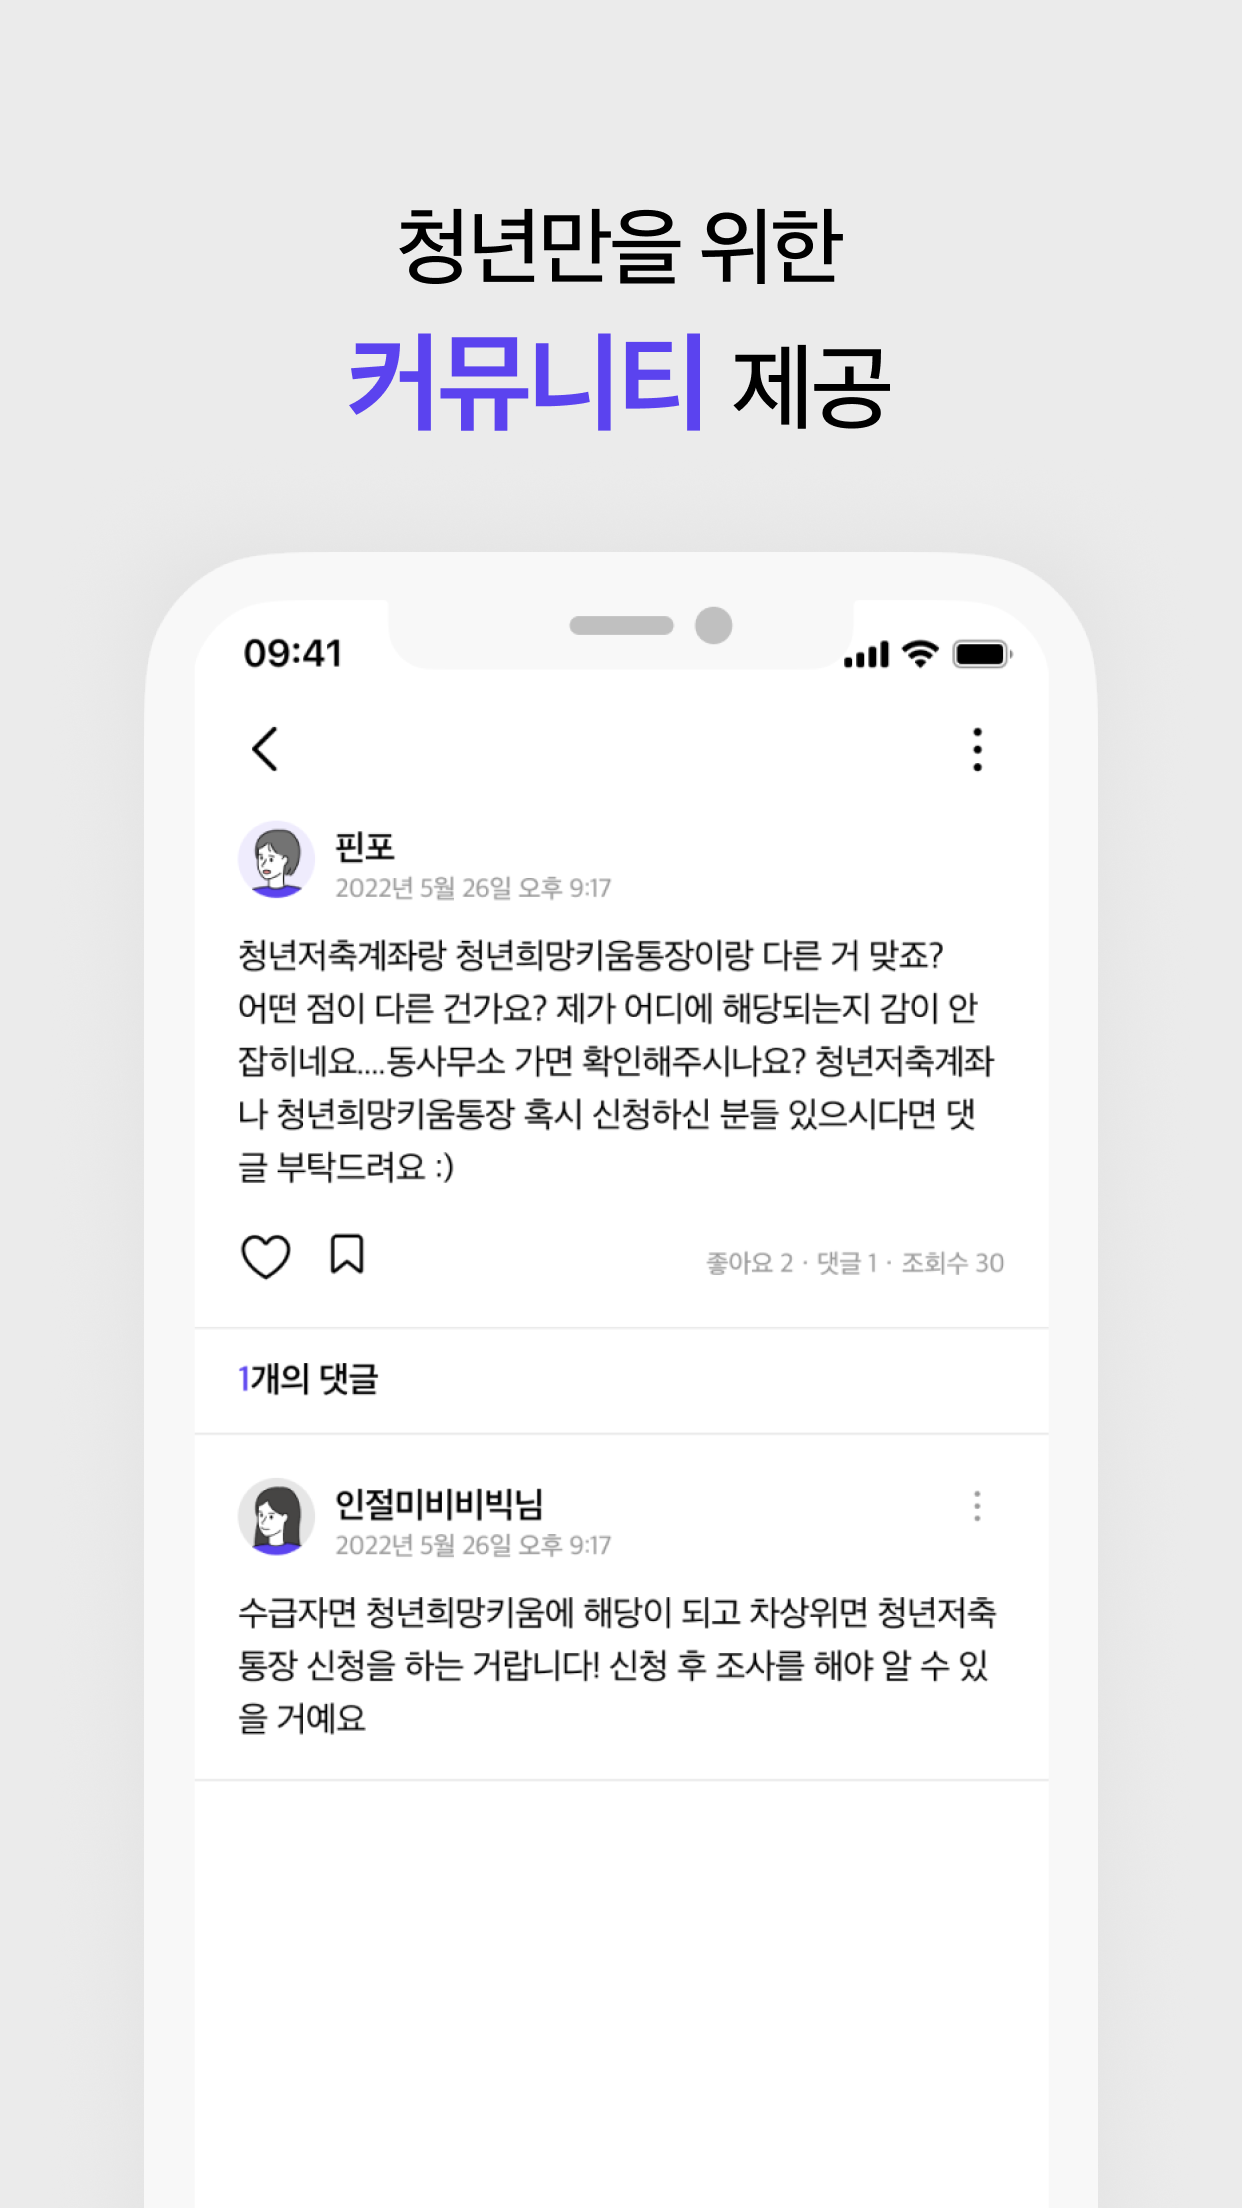 청년만을 위한
커뮤니티 제공
09:41
핀포
2022년 5월 26일 오후 9:17
청년저축계좌랑 청년희망키움통장이랑 다른 거 맞죠?
어떤 점이 다른 건가요? 제가 어디에 해당되는지 감이 안
잡히네요....동사무소 가면 확인해주시나요? 청년저축계좌
나 청년희망키움통장 혹시 신청하신 분들 있으시다면 댓
글 부탁드려요 :)
좋아요 2 · 댓글 1 · 조회수 30
1개의 댓글
인절미비비빅님
2022년 5월 26일 오후 9:17
수급자면 청년희망키움에 해당이 되고 차상위면 청년저축
통장 신청을 하는 거랍니다! 신청 후 조사를 해야 알 수 있
을 거예요